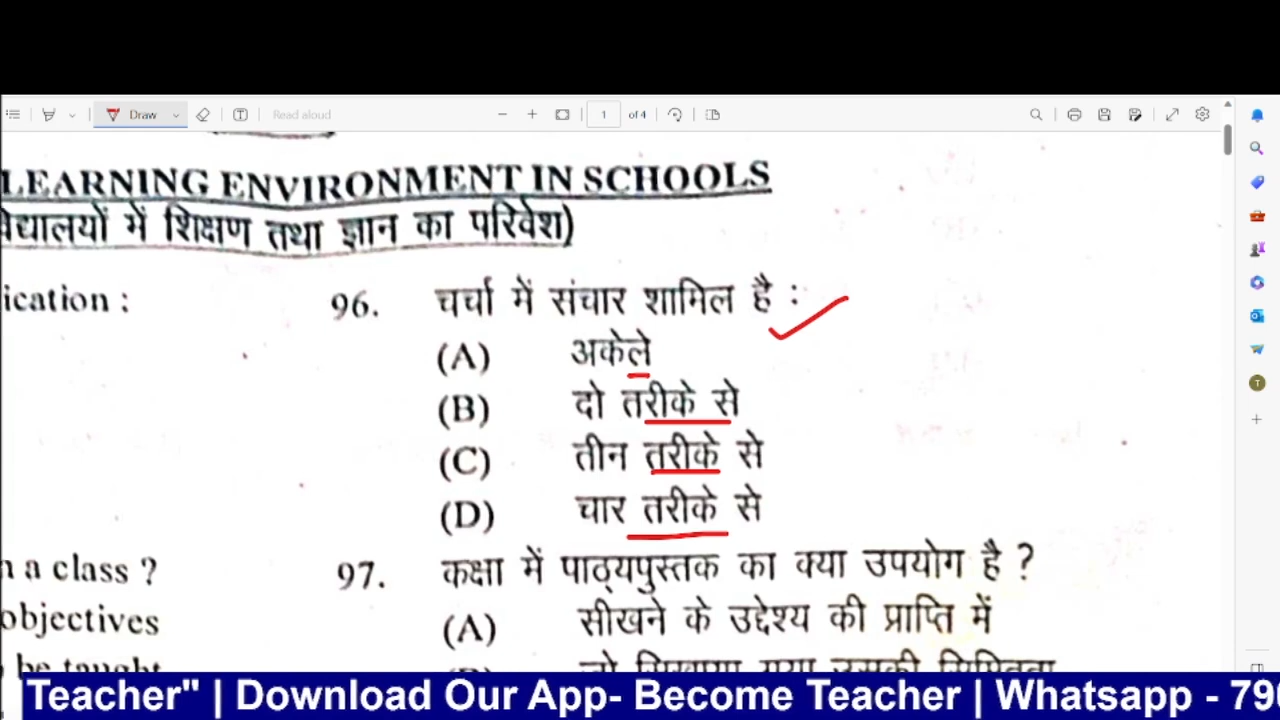 Draw
Read aloud
1 of 4
LEARNING ENVIRONMENT IN SCHOOLS
विद्यालयों में शिक्षण तथा ज्ञान का परिवेश)
ication :
96. चर्चा में संचार शामिल है :
(A) अकेले
(B) दो तरीके से
(C) तीन तरीके से
(D) चार तरीके से
n a class ?
97. कक्षा में पाठ्यपुस्तक का क्या उपयोग है ?
objectives
(A) सीखने के उद्देश्य की प्राप्ति में
be taught
T
Teacher" | Download Our App- Become Teacher | Whatsapp - 79